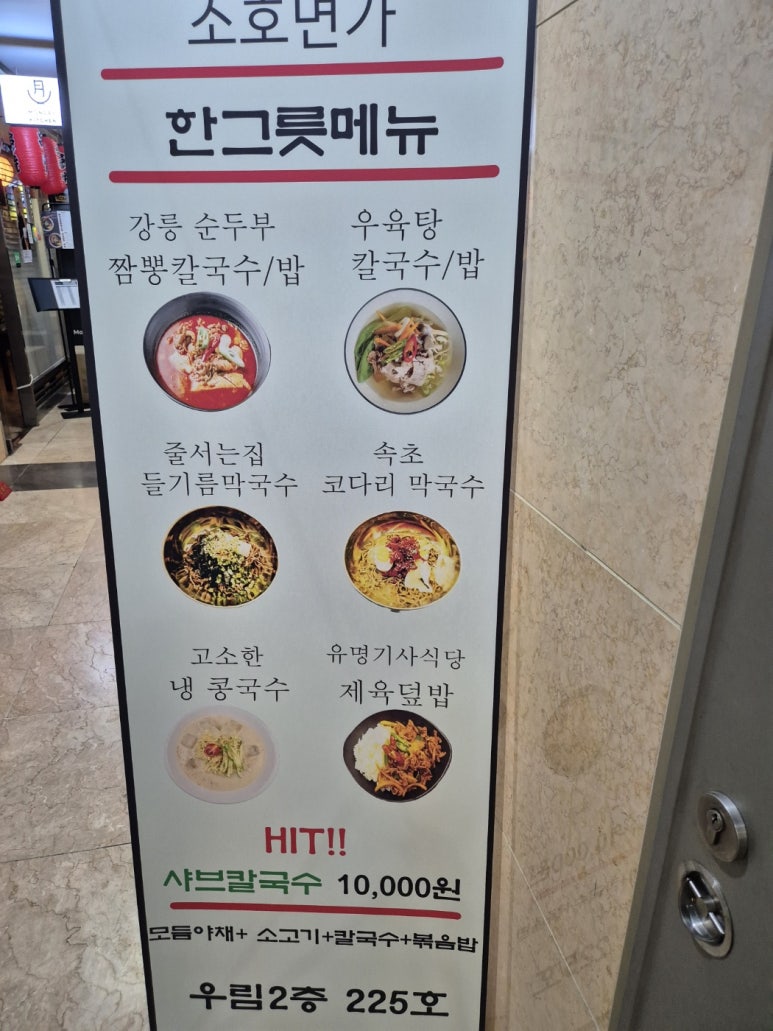 소호면가
한그릇메뉴
강릉 순두부
짬뽕칼국수/밥
우육탕
칼국수/밥
줄서는집
들기름막국수
속초
코다리 막국수
고소한
냉 콩국수
유명기사식당
제육덮밥
HIT!!
샤브칼국수 10,000원
모듬야채+ 소고기+칼국수+볶음밥
우림2층 225호
月